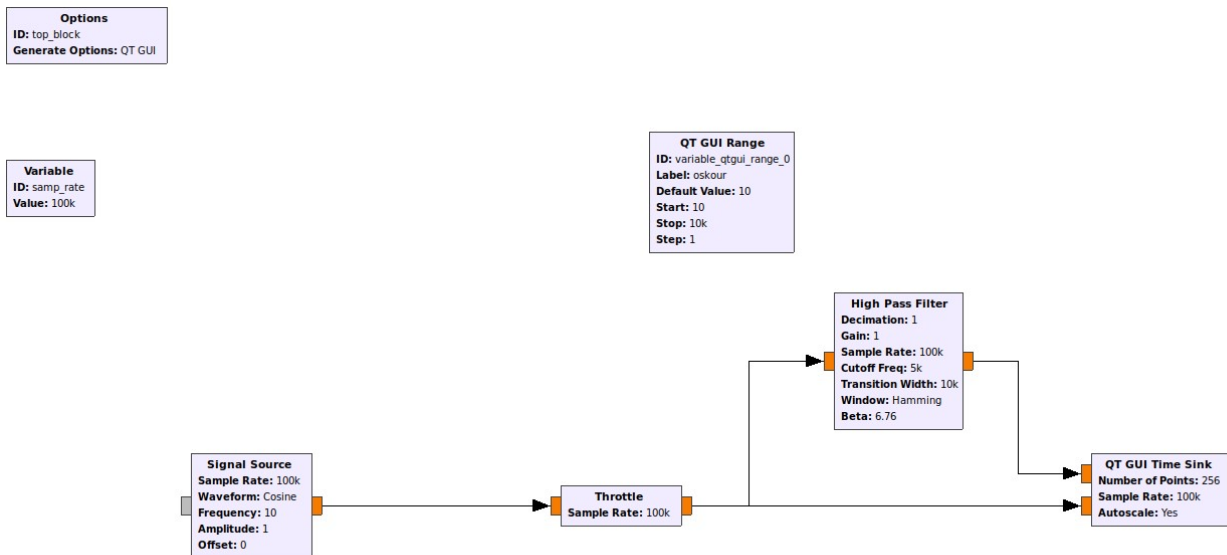 Options
ID: top_block
Generate Options: QT GUI
Variable
ID: samp_rate
Value: 100k
QT GUI Range
ID: variable_qtgui_range_0
Label: oskour
Default Value: 10
Start: 10
Stop: 10k
Step: 1
High Pass Filter
Decimation: 1
Gain: 1
Sample Rate: 100k
Cutoff Freq: 5k
Transition Width: 10k
Window: Hamming
Beta: 6.76
Signal Source
Sample Rate: 100k
Waveform: Cosine
Frequency: 10
Amplitude: 1
Offset: 0
Throttle
Sample Rate: 100k
QT GUI Time Sink
Number of Points: 256
Sample Rate: 100k
Autoscale: Yes